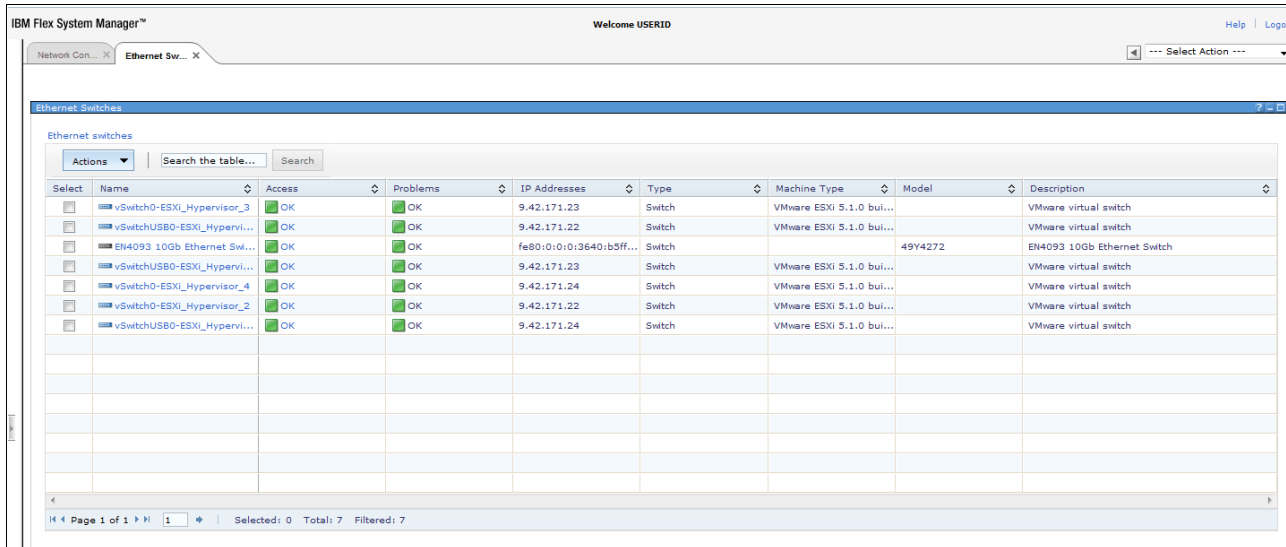 IBM Flex System Manager™ Welcome USERID Help Logo
Network Con... Ethernet Sw... --- Select Action ---
Ethernet Switches
Ethernet switches
Actions Search the table... Search
Select Name Access Problems IP Addresses Type Machine Type Model Description
vSwitch0-ESXi_Hypervisor_3 OK OK 9.42.171.23 Switch VMware ESXi 5.1.0 bui... VMware virtual switch
vSwitchUSB0-ESXi_Hypervi... OK OK 9.42.171.22 Switch VMware ESXi 5.1.0 bui... VMware virtual switch
EN4093 10Gb Ethernet Swi... OK OK fe80:0:0:0:3640:b5ff... Switch 49Y4272 EN4093 10Gb Ethernet Switch
vSwitchUSB0-ESXi_Hypervi... OK OK 9.42.171.23 Switch VMware ESXi 5.1.0 bui... VMware virtual switch
vSwitch0-ESXi_Hypervisor_4 OK OK 9.42.171.24 Switch VMware ESXi 5.1.0 bui... VMware virtual switch
vSwitch0-ESXi_Hypervisor_2 OK OK 9.42.171.22 Switch VMware ESXi 5.1.0 bui... VMware virtual switch
vSwitchUSB0-ESXi_Hypervi... OK OK 9.42.171.24 Switch VMware ESXi 5.1.0 bui... VMware virtual switch
Page 1 of 1 1 Selected: 0 Total: 7 Filtered: 7